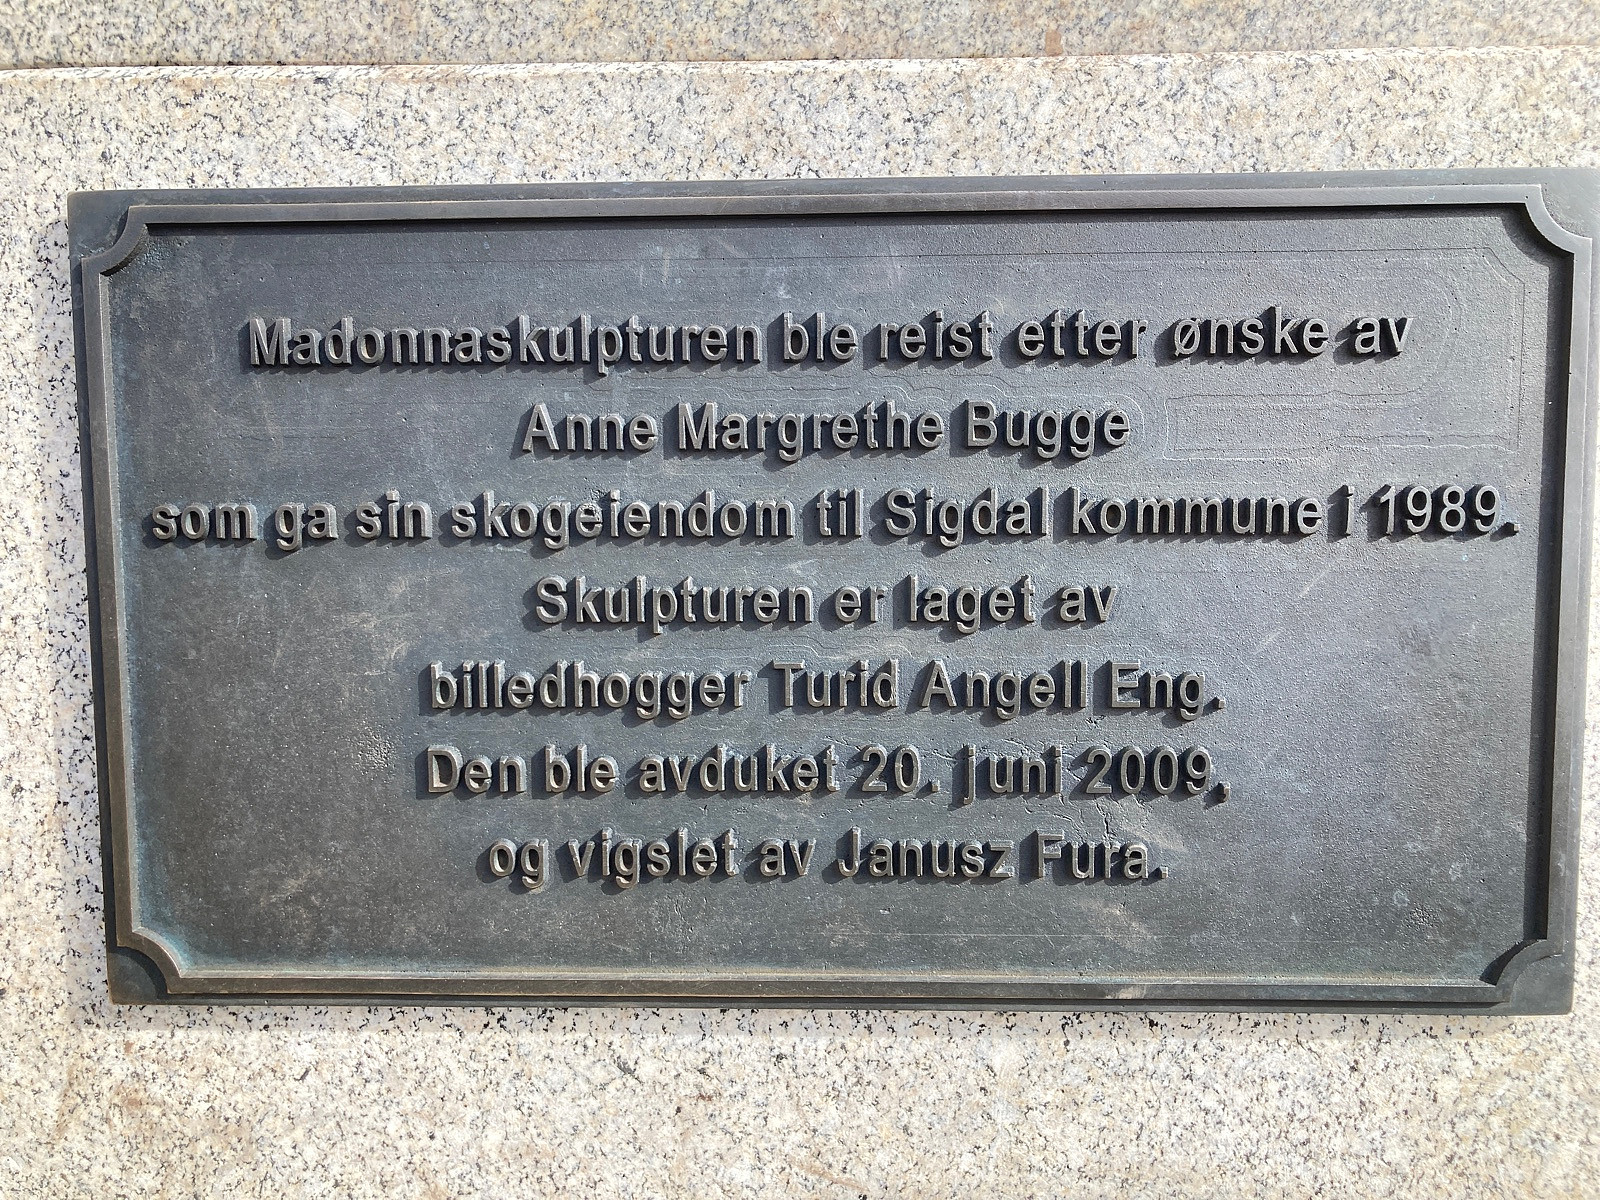 Madonnaskulpturen ble reist etter ønske av
Anne Margrethe Bugge
som ga sin skogeiendom til Sigdal kommune i 1989.
Skulpturen er laget av
billedhogger Turid Angell Eng.
Den ble avduket 20. juni 2009,
og vigslet av Janusz Fura.